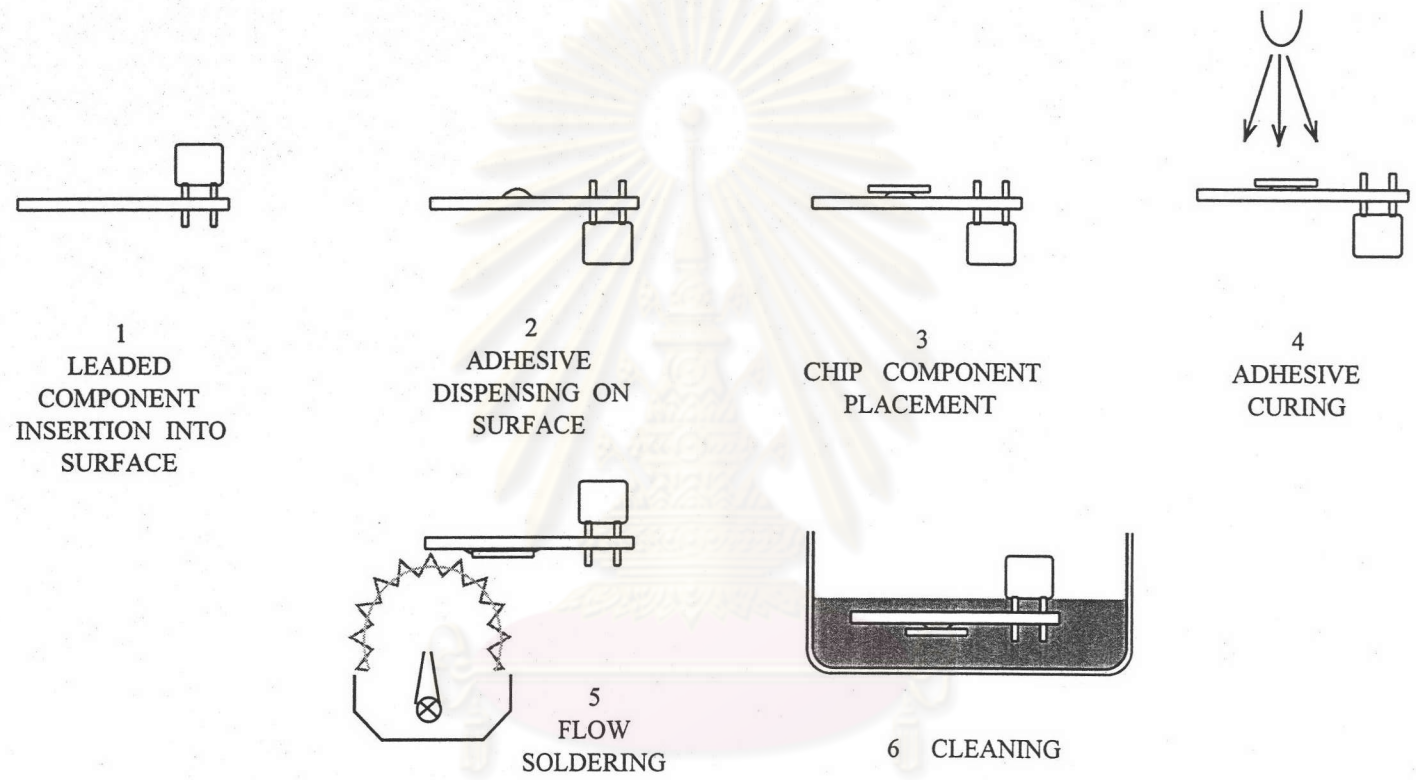 1
LEADED
COMPONENT
INSERTION INTO
SURFACE
2
ADHESIVE
DISPENSING ON
SURFACE
3
CHIP COMPONENT
PLACEMENT
4
ADHESIVE
CURING
5
FLOW
SOLDERING
6 CLEANING